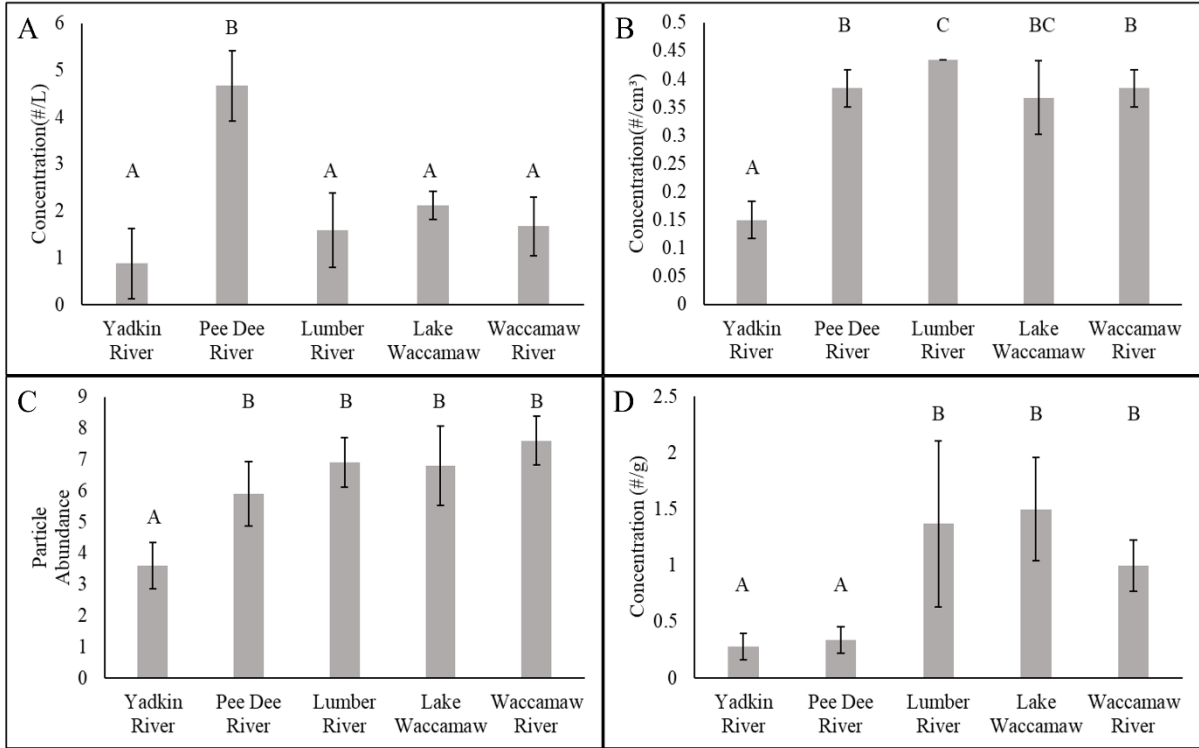 A
Concentration(#/L)
6
5
4
3
2
1
0
A
B
A
A
A
Yadkin
River
Pee Dee
River
Lumber
River
Lake
Waccamaw
Waccamaw
River
B
Concentration(#/cm³)
0.5
0.45
0.4
0.35
0.3
0.25
0.2
0.15
0.1
0.05
0
A
B
C
BC
B
Yadkin
River
Pee Dee
River
Lumber
River
Lake
Waccamaw
Waccamaw
River
C
Particle
Abundance
9
8
7
6
5
4
3
2
1
0
A
B
B
B
B
Yadkin
River
Pee Dee
River
Lumber
River
Lake
Waccamaw
Waccamaw
River
D
Concentration (#/g)
2.5
2
1.5
1
0.5
0
A
A
B
B
B
Yadkin
River
Pee Dee
River
Lumber
River
Lake
Waccamaw
Waccamaw
River